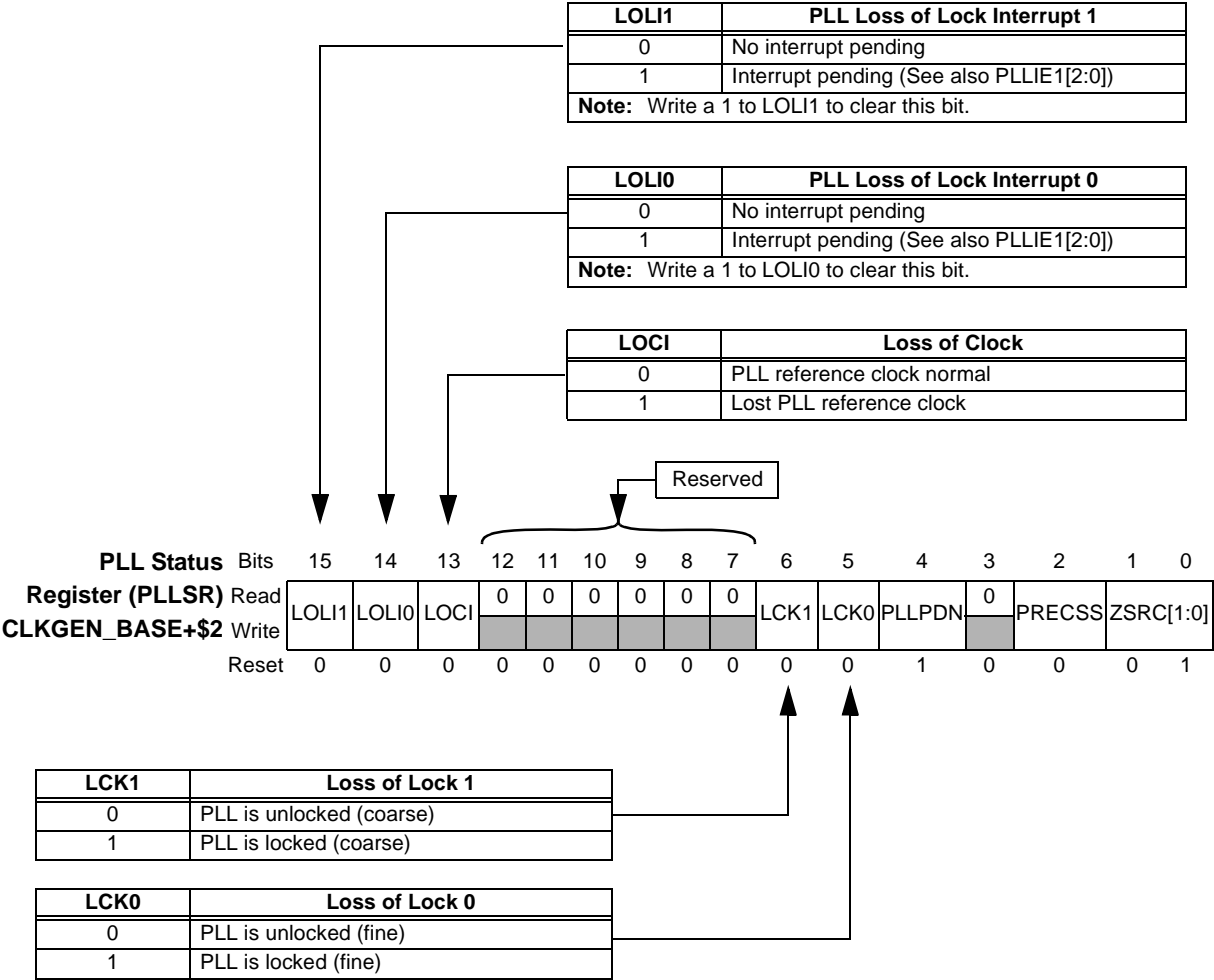 LOLI1 PLL Loss of Lock Interrupt 1
0 No interrupt pending
1 Interrupt pending (See also PLLIE1[2:0])
Note: Write a 1 to LOLI1 to clear this bit.
LOLI0 PLL Loss of Lock Interrupt 0
0 No interrupt pending
1 Interrupt pending (See also PLLIE1[2:0])
Note: Write a 1 to LOLI0 to clear this bit.
LOCI Loss of Clock
0 PLL reference clock normal
1 Lost PLL reference clock
Reserved
PLL Status Bits 15 14 13 12 11 10 9 8 7 6 5 4 3 2 1 0
Register (PLLSR) Read 0 0 0 0 0 0 0
LOLI1 LOLI0 LOCI LCK1 LCK0 PLLPDN PRECSS ZSRC[1:0]
CLKGEN_BASE+$2 Write
Reset 0 0 0 0 0 0 0 0 0 0 0 1 0 0 0 1
LCK1 Loss of Lock 1
0 PLL is unlocked (coarse)
1 PLL is locked (coarse)
LCK0 Loss of Lock 0
0 PLL is unlocked (fine)
1 PLL is locked (fine)